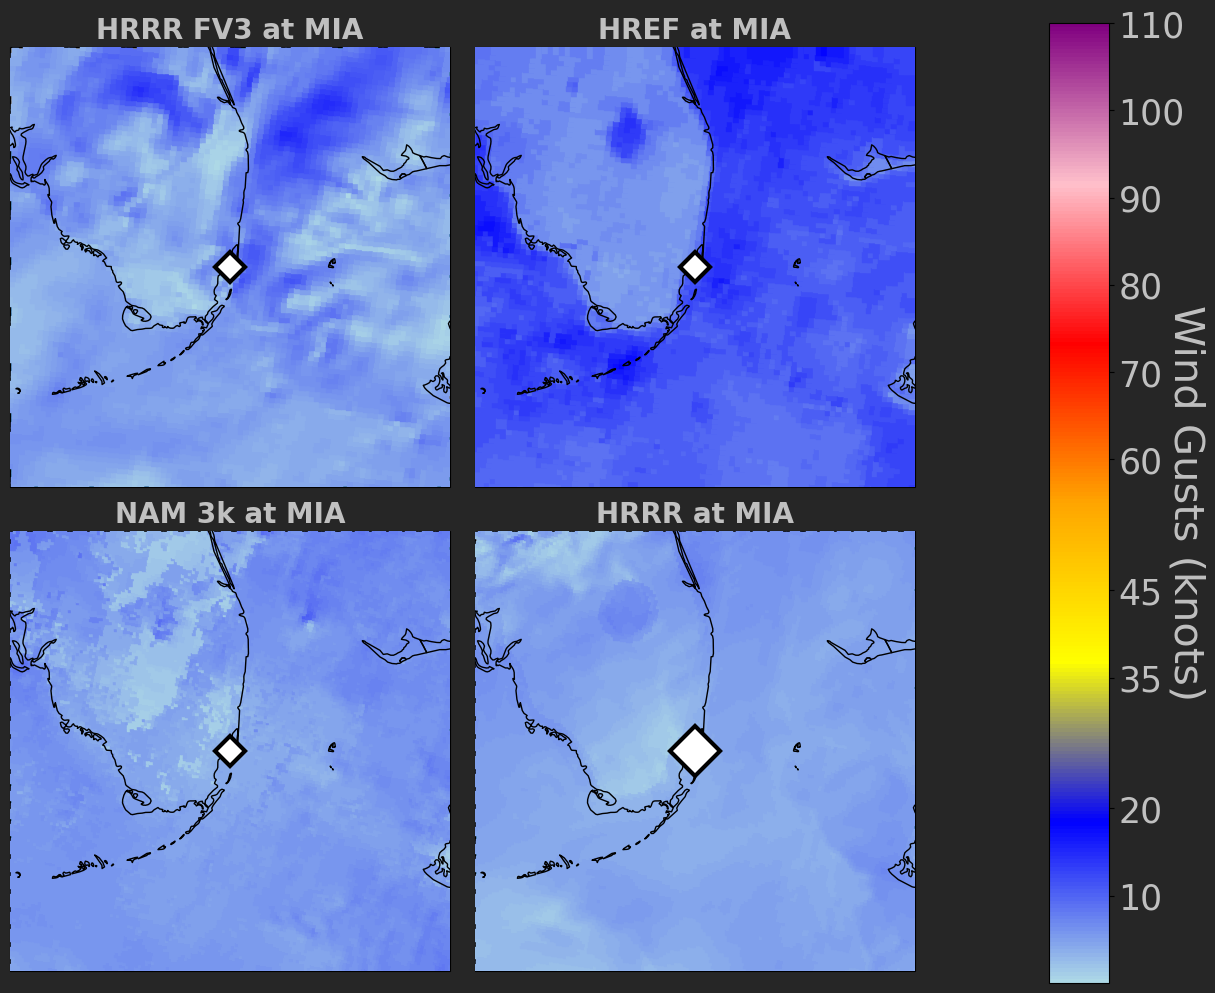 HRRR FV3 at MIA
HREF at MIA
NAM 3k at MIA
HRRR at MIA
110
100
90
80
70
60
45
35
20
10
Wind Gusts (knots)